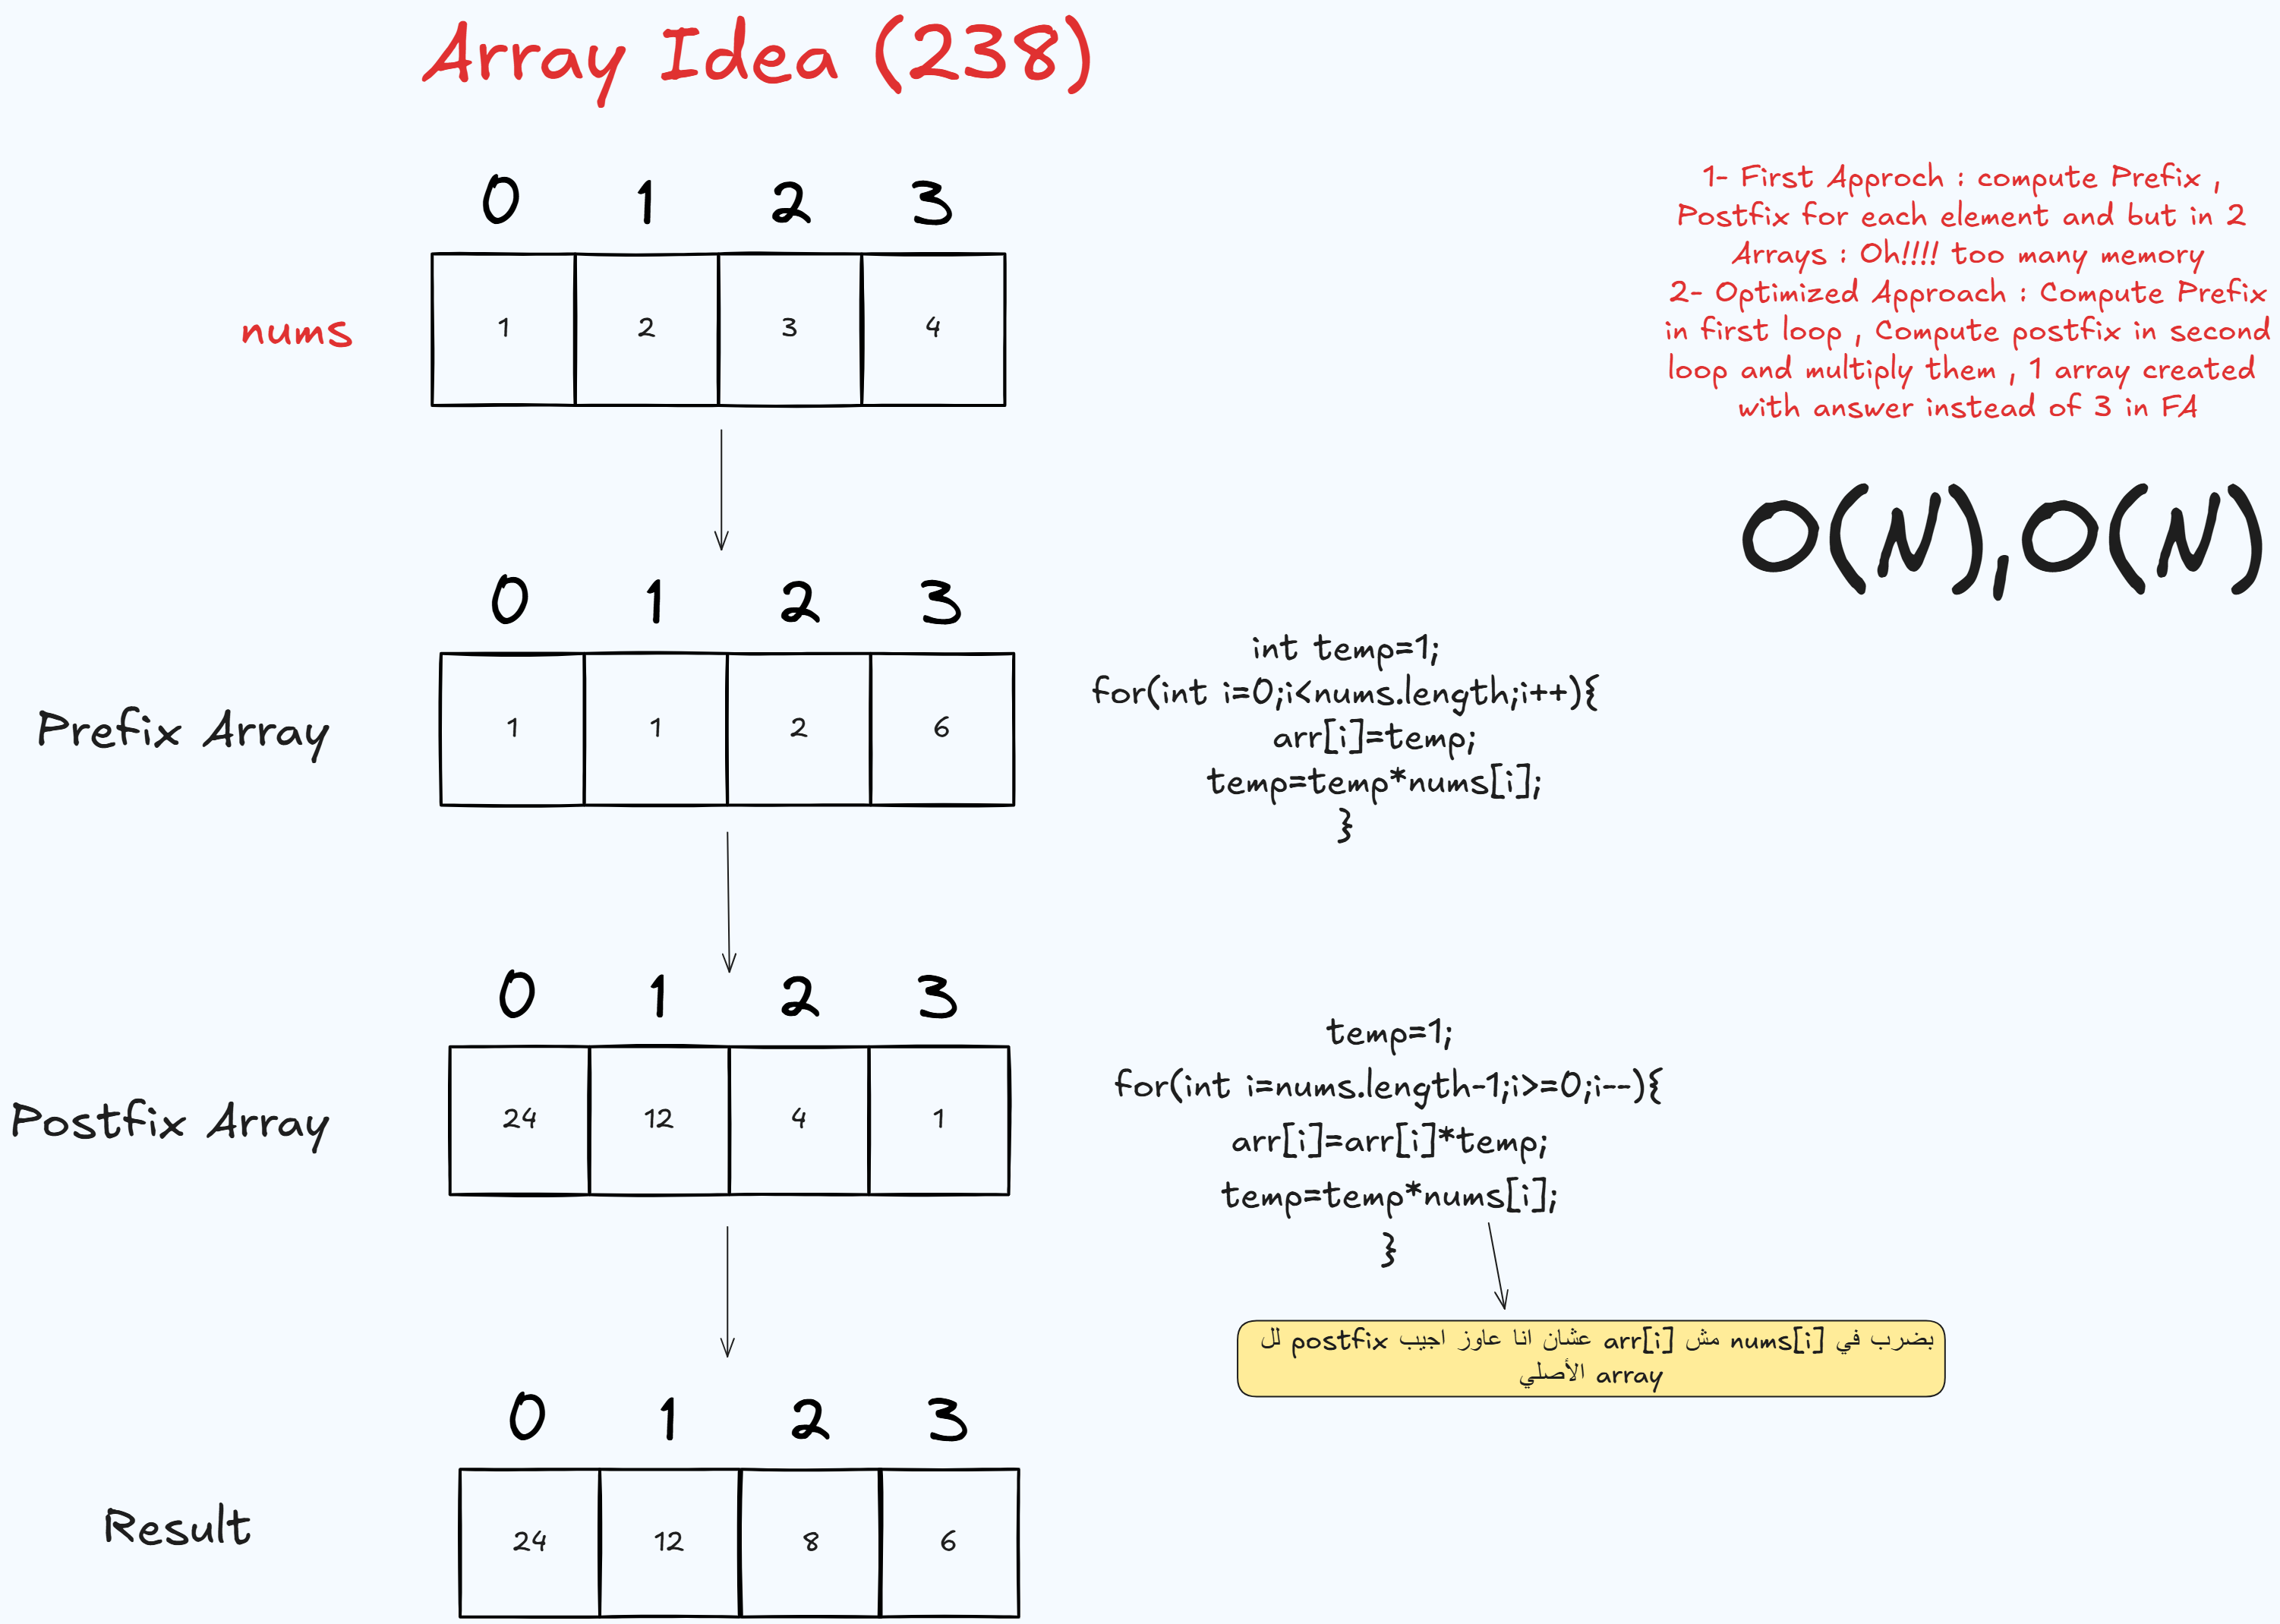 Array Idea (238)
1- First Approch : compute Prefix ,
Postfix for each element and but in 2
Arrays : Oh!!!! too many memory
2- Optimized Approach : Compute Prefix
in first loop , Compute postfix in second
loop and multiply them , 1 array created
with answer instead of 3 in FA
O(N),O(N)
0 1 2 3
nums
1 2 3 4
0 1 2 3
Prefix Array
1 1 2 6
int temp=1;
for(int i=0;i<nums.length;i++){
arr[i]=temp;
temp=temp*nums[i];
}
0 1 2 3
Postfix Array
24 12 4 1
temp=1;
for(int i=nums.length-1;i>=0;i--){
arr[i]=arr[i]*temp;
temp=temp*nums[i];
}
بضرب في nums[i] مش arr[i] عشان انا عاوز اجيب postfix لل
array الأصلي
0 1 2 3
Result
24 12 8 6